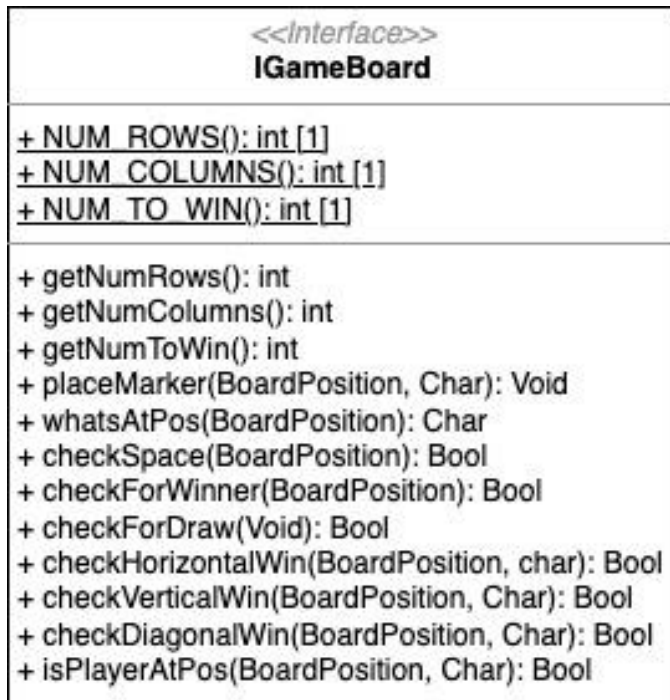 <<Interface>>
IGameBoard
+ NUM_ROWS(): int [1]
+ NUM_COLUMNS(): int [1]
+ NUM_TO_WIN(): int [1]
+ getNumRows(): int
+ getNumColumns(): int
+ getNumToWin(): int
+ placeMarker(BoardPosition, Char): Void
+ whatsAtPos(BoardPosition): Char
+ checkSpace(BoardPosition): Bool
+ checkForWinner(BoardPosition): Bool
+ checkForDraw(Void): Bool
+ checkHorizontalWin(BoardPosition, char): Bool
+ checkVerticalWin(BoardPosition, Char): Bool
+ checkDiagonalWin(BoardPosition, Char): Bool
+ isPlayerAtPos(BoardPosition, Char): Bool